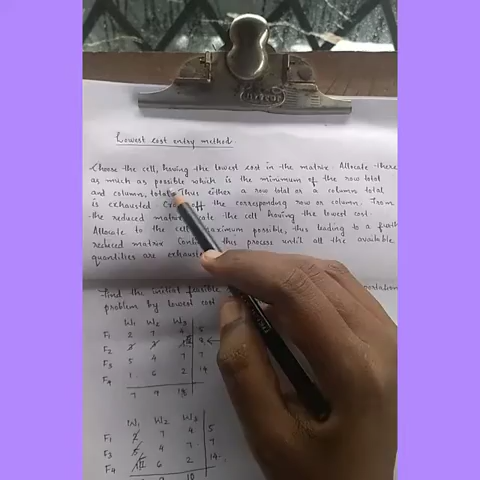 Lowest cost entry method
Choose the cell, having the lowest cost in the matrix. Allocate there
as much as possible which is the minimum of the row total
and column, total. Thus either a row total or a column total
is exhausted. Cross off the corresponding row or column. From
the reduced matrix the cell having the lowest cost.
Allocate to the cell maximum possible, thus leading to a
reduced matrix this process until all the available
quantities are
Find the initial feasible
problem by lowest cost
W1 W2 W3
F1 2 7 4 5
F2 3 3
F3 5 4 7 7
F4 1 6 2 14
7 9 18
W1 W2 W3
F1 2 7 4 5
F3 5 4 7 7
F4 6 2 14